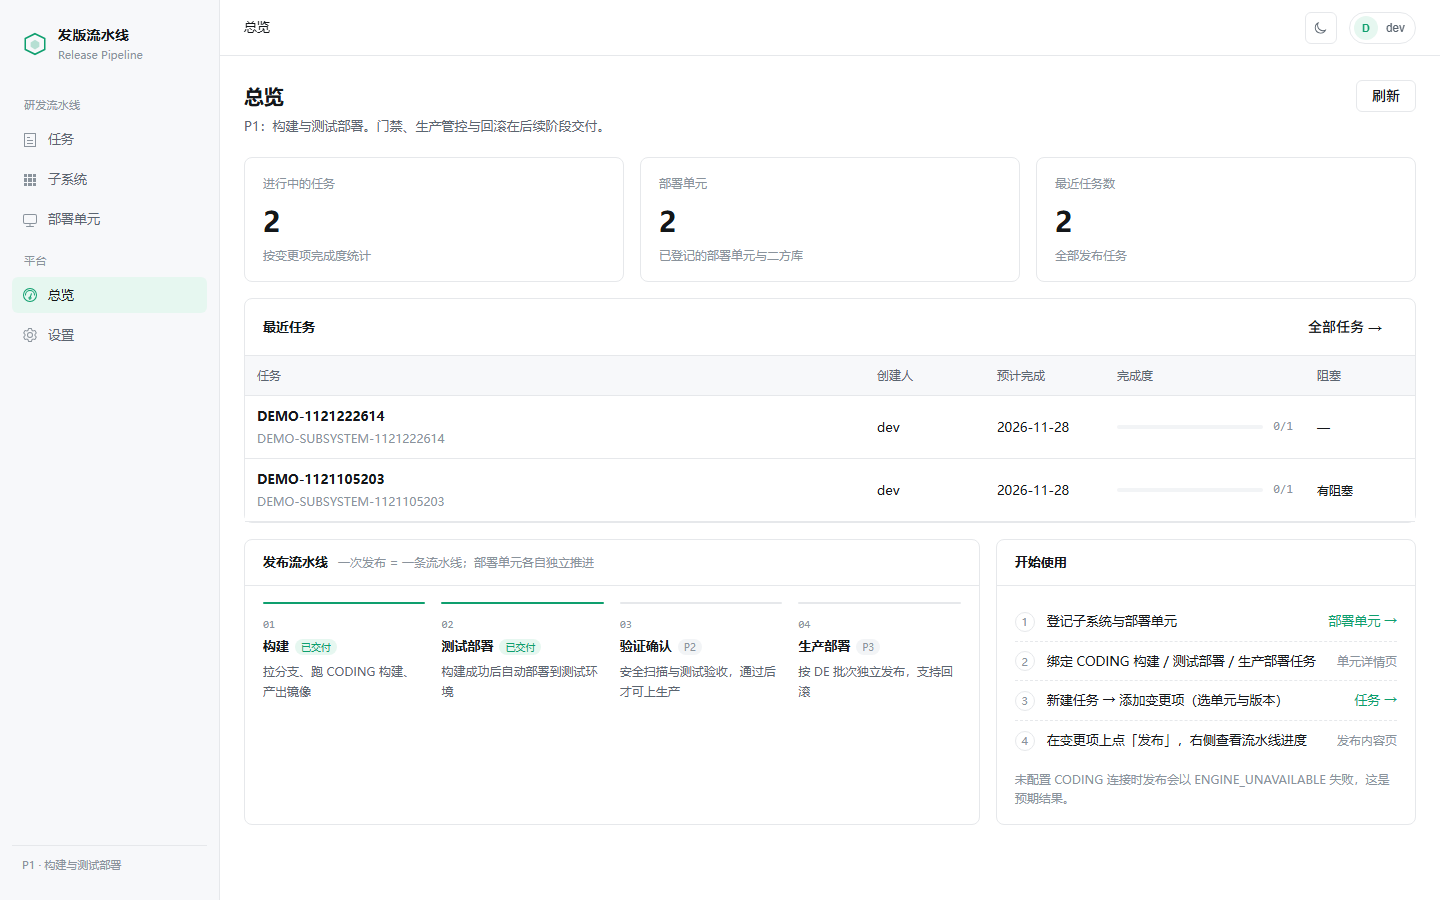 发版流水线
Release Pipeline
研发流水线
任务
子系统
部署单元
平台
总览
设置
P1 · 构建与测试部署
总览
D dev
总览
刷新
P1：构建与测试部署。门禁、生产管控与回滚在后续阶段交付。
进行中的任务
2
按变更项完成度统计
部署单元
2
已登记的部署单元与二方库
最近任务数
2
全部发布任务
最近任务
全部任务 →
任务 创建人 预计完成 完成度 阻塞
DEMO-1121222614
DEMO-SUBSYSTEM-1121222614
dev 2026-11-28 0/1 —
DEMO-1121105203
DEMO-SUBSYSTEM-1121105203
dev 2026-11-28 0/1 有阻塞
发布流水线 一次发布 = 一条流水线；部署单元各自独立推进
01
构建 已交付
拉分支、跑 CODING 构建、
产出镜像
02
测试部署 已交付
构建成功后自动部署到测试环
境
03
验证确认 P2
安全扫描与测试验收，通过后
才可上生产
04
生产部署 P3
按 DE 批次独立发布，支持回
滚
开始使用
1 登记子系统与部署单元 部署单元 →
2 绑定 CODING 构建 / 测试部署 / 生产部署任务 单元详情页
3 新建任务 → 添加变更项（选单元与版本） 任务 →
4 在变更项上点「发布」，右侧查看流水线进度 发布内容页
未配置 CODING 连接时发布会以 ENGINE_UNAVAILABLE 失败，这是
预期结果。